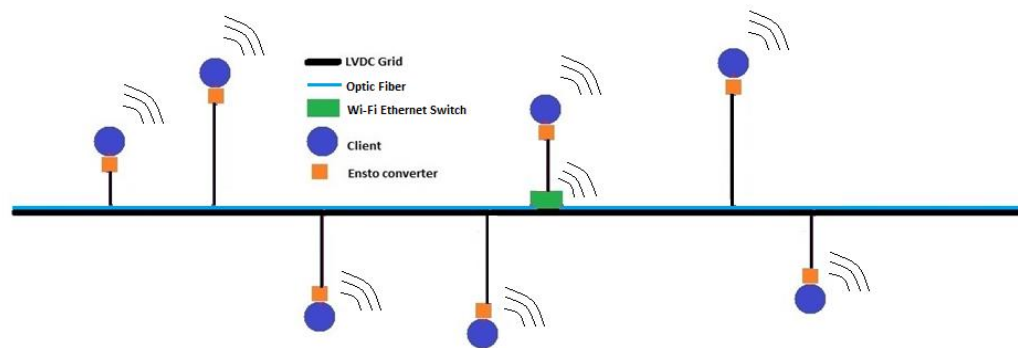 LVDC Grid
Optic Fiber
Wi-Fi Ethernet Switch
Client
Ensto converter